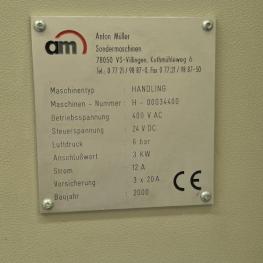 am
Anton Müller
Sondermaschinen
78050 VS-Villingen, Kuthmühleweg 6
Tel. 0 77 21 / 98 87-0, Fax 0 77 21 / 98 87-50
Maschinentyp : HANDLING
Maschinen - Nummer : H - 00034400
Betriebsspannung : 400 V AC
Steuerspannung : 24 V DC
Luftdruck : 6 bar
Anschlußwert : 3 KW
Strom : 12 A
Vorsicherung : 3 x 20A
Baujahr : 2000
CE